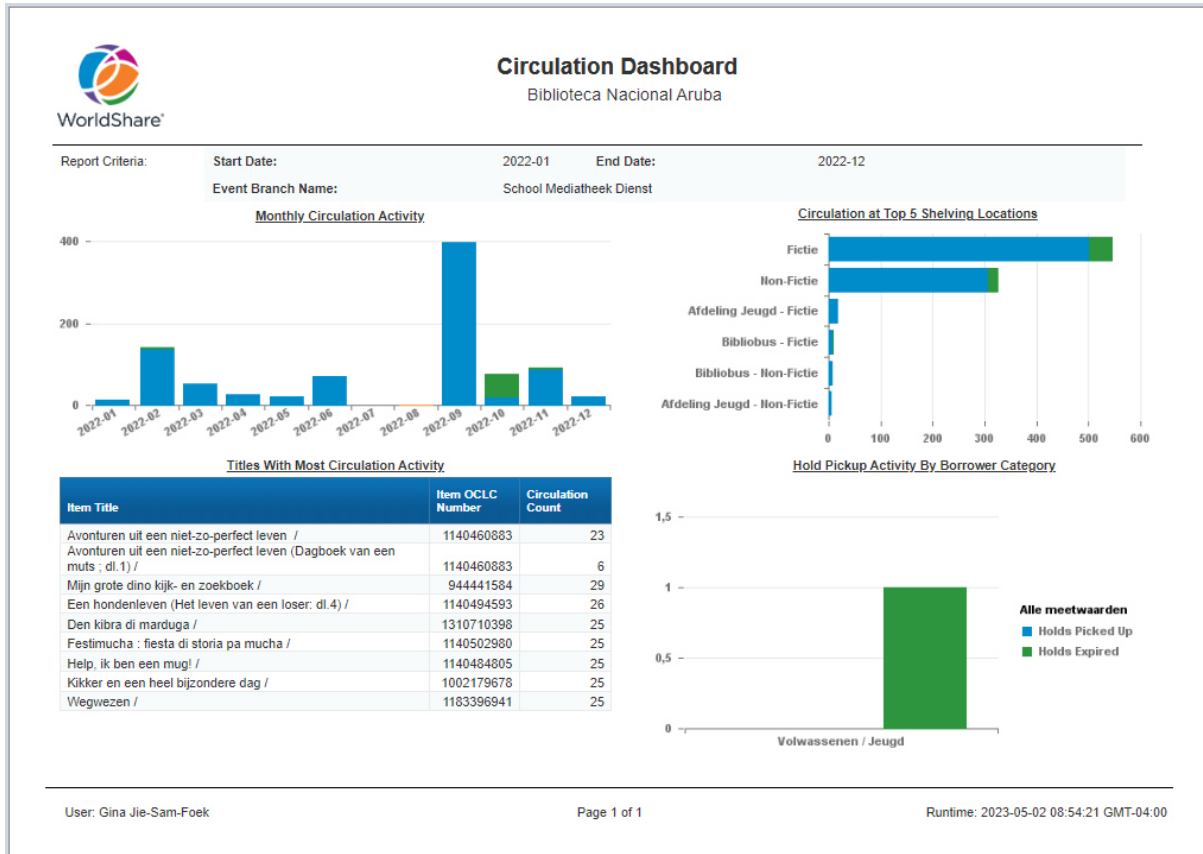 WorldShare®
Circulation Dashboard
Biblioteca Nacional Aruba
Report Criteria: Start Date: 2022-01 End Date: 2022-12
Event Branch Name: School Mediatheek Dienst
Monthly Circulation Activity
400
200
0
2022-01 2022-02 2022-03 2022-04 2022-05 2022-06 2022-07 2022-08 2022-09 2022-10 2022-11 2022-12
Circulation at Top 5 Shelving Locations
Fictie
Non-Fictie
Afdeling Jeugd - Fictie
Bibliobus - Fictie
Bibliobus - Non-Fictie
Afdeling Jeugd - Non-Fictie
0 100 200 300 400 500 600
Titles With Most Circulation Activity
Item Title Item OCLC Number Circulation Count
Avonturen uit een niet-zo-perfect leven / 1140460883 23
Avonturen uit een niet-zo-perfect leven (Dagboek van een
muts ; dl.1) / 1140460883 6
Mijn grote dino kijk- en zoekboek / 944441584 29
Een hondenleven (Het leven van een loser: dl.4) / 1140494593 26
Den kibra di marduga / 1310710398 25
Festimucha : fiesta di storia pa mucha / 1140502980 25
Help, ik ben een mug! / 1140484805 25
Kikker en een heel bijzondere dag / 1002179678 25
Wegwezen / 1183396941 25
Hold Pickup Activity By Borrower Category
1,5
1
0,5
0
Volwassenen / Jeugd
Alle meetwaarden
Holds Picked Up
Holds Expired
User: Gina Jie-Sam-Foek Page 1 of 1 Runtime: 2023-05-02 08:54:21 GMT-04:00